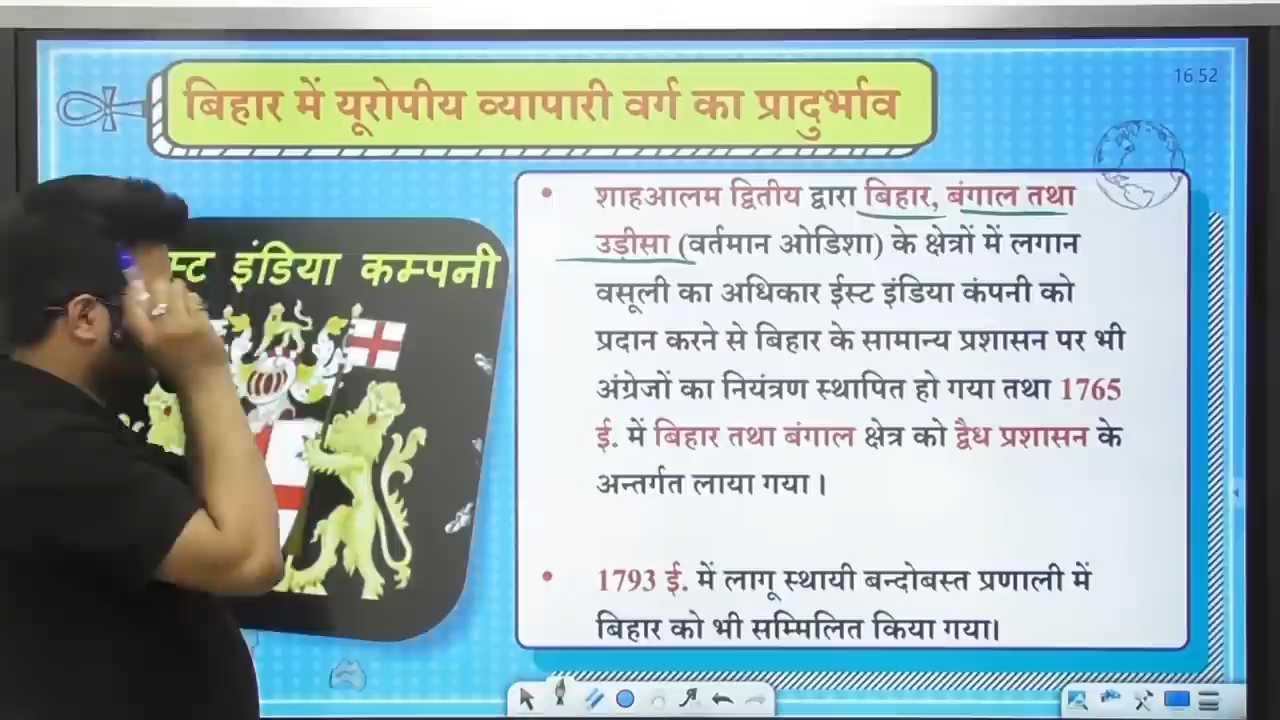 16 52
बिहार में यूरोपीय व्यापारी वर्ग का प्रादुर्भाव
शाहआलम द्वितीय द्वारा बिहार, बंगाल तथा
उड़ीसा (वर्तमान ओडिशा) के क्षेत्रों में लगान
वसूली का अधिकार ईस्ट इंडिया कंपनी को
प्रदान करने से बिहार के सामान्य प्रशासन पर भी
अंग्रेजों का नियंत्रण स्थापित हो गया तथा 1765
ई. में बिहार तथा बंगाल क्षेत्र को द्वैध प्रशासन के
अन्तर्गत लाया गया।
1793 ई. में लागू स्थायी बन्दोबस्त प्रणाली में
बिहार को भी सम्मिलित किया गया।
इंडिया कम्पनी